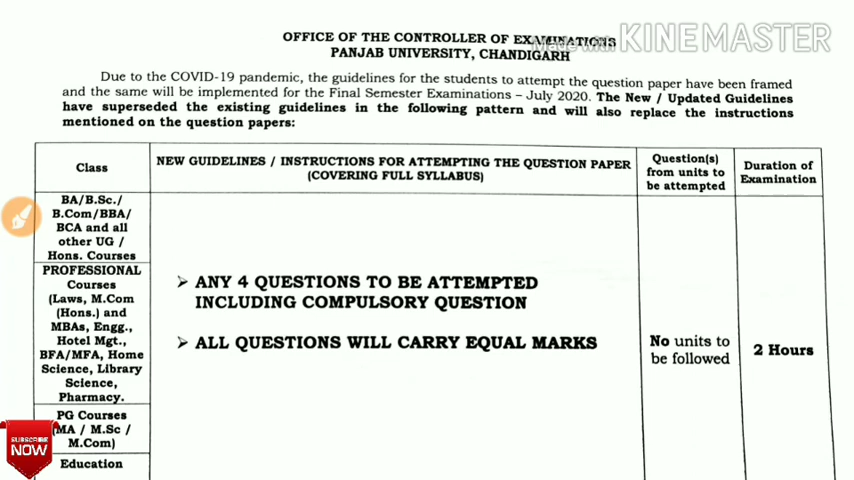 OFFICE OF THE CONTROLLER OF EXAMINATIONS
PANJAB UNIVERSITY, CHANDIGARH
Made with KINEMASTER
Due to the COVID-19 pandemic, the guidelines for the students to attempt the question paper have been framed
and the same will be implemented for the Final Semester Examinations – July 2020. The New / Updated Guidelines
have superseded the existing guidelines in the following pattern and will also replace the instructions
mentioned on the question papers:
Class
NEW GUIDELINES / INSTRUCTIONS FOR ATTEMPTING THE QUESTION PAPER
(COVERING FULL SYLLABUS)
Question(s)
from units to
be attempted
Duration of
Examination
BA/B.Sc./
B.Com/BBA/
BCA and all
other UG /
Hons. Courses
PROFESSIONAL
Courses
(Laws, M.Com
(Hons.) and
MBAs, Engg.,
Hotel Mgt.,
BFA/MFA, Home
Science, Library
Science,
Pharmacy.
PG Courses
(MA / M.Sc /
M.Com)
Education
➢ ANY 4 QUESTIONS TO BE ATTEMPTED
INCLUDING COMPULSORY QUESTION
➢ ALL QUESTIONS WILL CARRY EQUAL MARKS
No units to
be followed
2 Hours
SUBSCRIBE
NOW